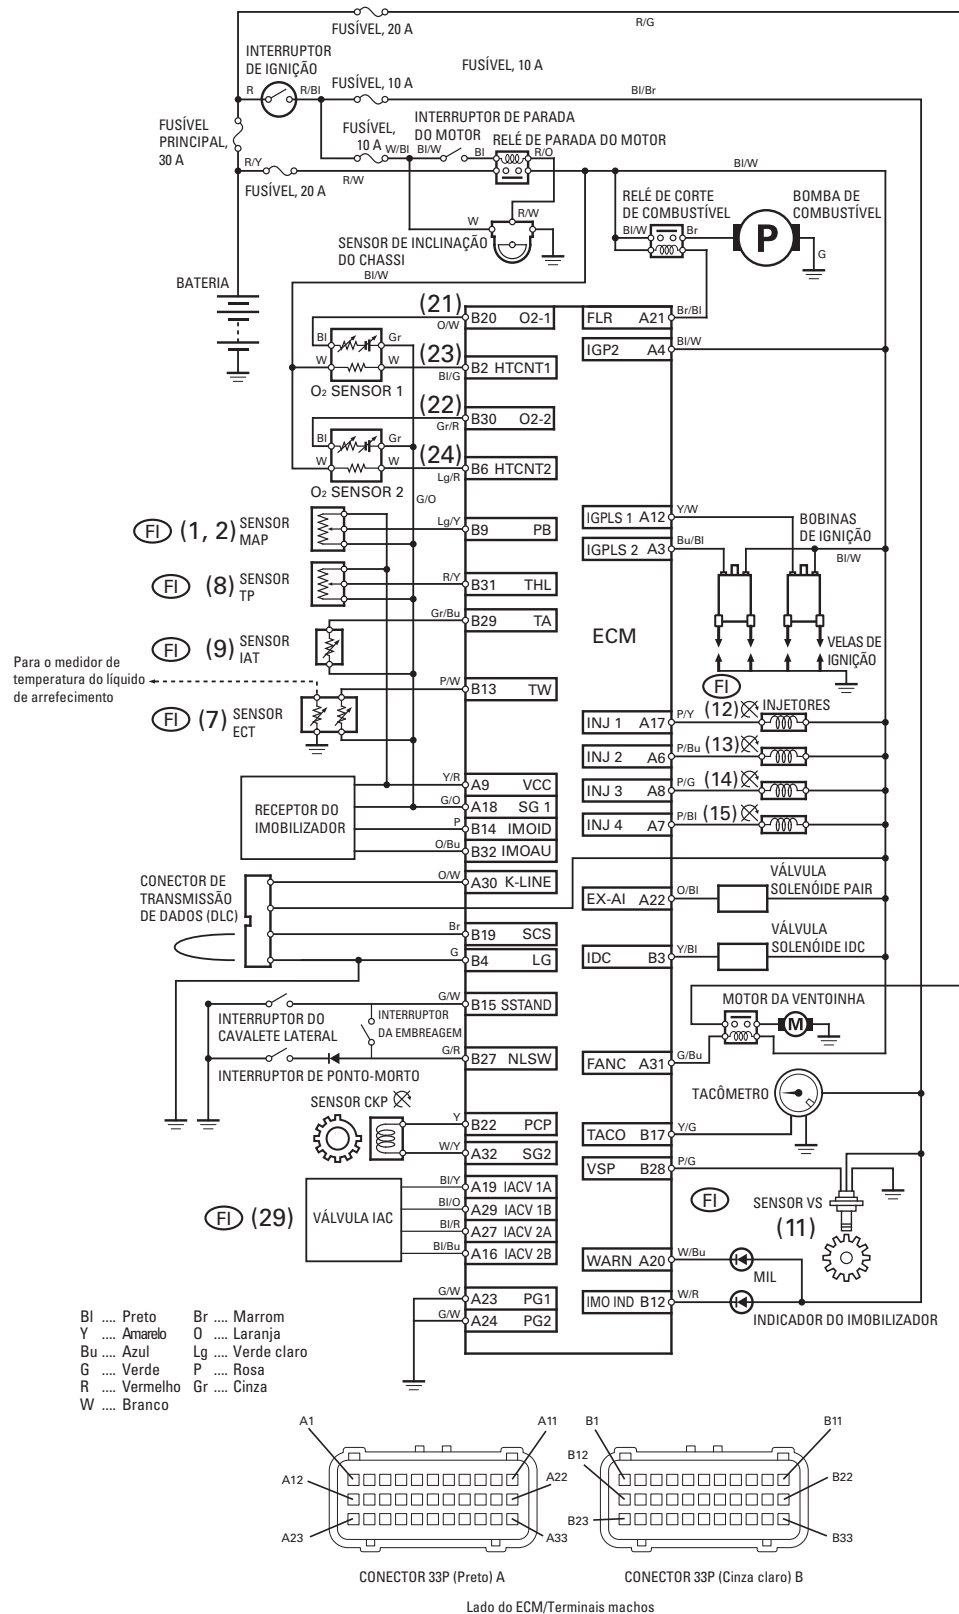 FUSÍVEL, 20 A
R/G
INTERRUPTOR
DE IGNIÇÃO
FUSÍVEL, 10 A
FUSÍVEL, 10 A
R
R/Bl
Bl/Br
FUSÍVEL
PRINCIPAL,
30 A
FUSÍVEL,
10 A
W/Bl
Bl/W
INTERRUPTOR DE PARADA
DO MOTOR
Bl
RELÉ DE PARADA DO MOTOR
R/O
R/Y
FUSÍVEL, 20 A
R/W
Bl/W
RELÉ DE CORTE
DE COMBUSTÍVEL
BOMBA DE
COMBUSTÍVEL
W
R/W
Bl/W
Br
P
G
SENSOR DE INCLINAÇÃO
DO CHASSI
Bl/W
BATERIA
(21)
O/W
B20 O2-1
FLR A21
Br/Bl
Bl
Gr
W
W
(23)
Bl/G
B2 HTCNT1
IGP2 A4
Bl/W
O2 SENSOR 1
(22)
Gr/R
B30 O2-2
Bl
Gr
W
W
(24)
Lg/R
B6 HTCNT2
O2 SENSOR 2
G/O
FI (1, 2) SENSOR
MAP
Lg/Y
B9 PB
IGPLS 1 A12
Y/W
BOBINAS
DE IGNIÇÃO
IGPLS 2 A3
Bu/Bl
Bl/W
FI (8) SENSOR
TP
R/Y
B31 THL
Gr/Bu
B29 TA
ECM
FI (9) SENSOR
IAT
VELAS DE
IGNIÇÃO
Para o medidor de
temperatura do líquido
de arrefecimento
P/W
B13 TW
FI
FI (7) SENSOR
ECT
INJ 1 A17
P/Y
(12)
INJETORES
INJ 2 A6
P/Bu
(13)
INJ 3 A8
P/G
(14)
INJ 4 A7
P/Bl
(15)
RECEPTOR DO
IMOBILIZADOR
Y/R
A9 VCC
G/O
A18 SG 1
P
B14 IMOID
O/Bu
B32 IMOAU
CONECTOR DE
TRANSMISSÃO
DE DADOS (DLC)
O/W
A30 K-LINE
Br
B19 SCS
G
B4 LG
EX-AI A22
O/Bl
VÁLVULA
SOLENÓIDE PAIR
IDC B3
Y/Bl
VÁLVULA
SOLENÓIDE IDC
G/W
B15 SSTAND
INTERRUPTOR DO
CAVALETE LATERAL
INTERRUPTOR
DA EMBREAGEM
G/R
B27 NLSW
INTERRUPTOR DE PONTO-MORTO
MOTOR DA VENTOINHA
M
FANC A31
G/Bu
SENSOR CKP
Y
B22 PCP
W/Y
A32 SG2
TACÔMETRO
TACO B17
Y/G
VSP B28
P/G
FI
SENSOR VS
(11)
FI (29)
VÁLVULA IAC
Bl/Y
A19 IACV 1A
Bl/O
A29 IACV 1B
Bl/R
A27 IACV 2A
Bl/Bu
A16 IACV 2B
WARN A20
W/Bu
MIL
IMO IND B12
W/R
INDICADOR DO IMOBILIZADOR
G/W
A23 PG1
G/W
A24 PG2
Bl .... Preto Br .... Marrom
Y .... Amarelo O .... Laranja
Bu .... Azul Lg .... Verde claro
G .... Verde P .... Rosa
R .... Vermelho Gr .... Cinza
W .... Branco
A1
A11
B1
B11
A12
A22
B12
B22
A23
A33
B23
B33
CONECTOR 33P (Preto) A
CONECTOR 33P (Cinza claro) B
Lado do ECM/Terminais machos